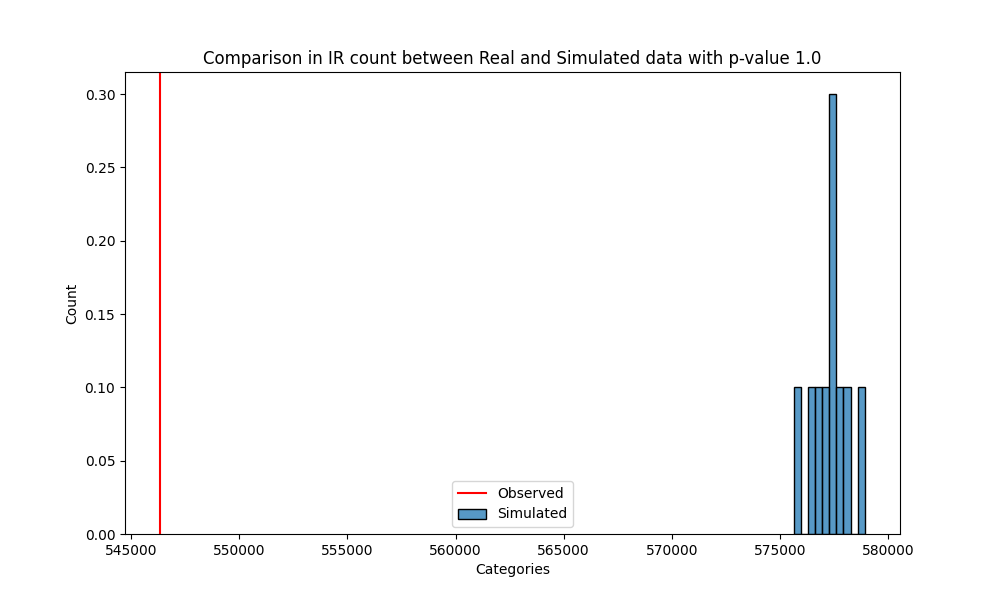 Comparison in IR count between Real and Simulated data with p-value 1.0
0.30
0.25
0.20
0.15
0.10
0.05
0.00
Count
Observed
Simulated
545000 550000 555000 560000 565000 570000 575000 580000
Categories